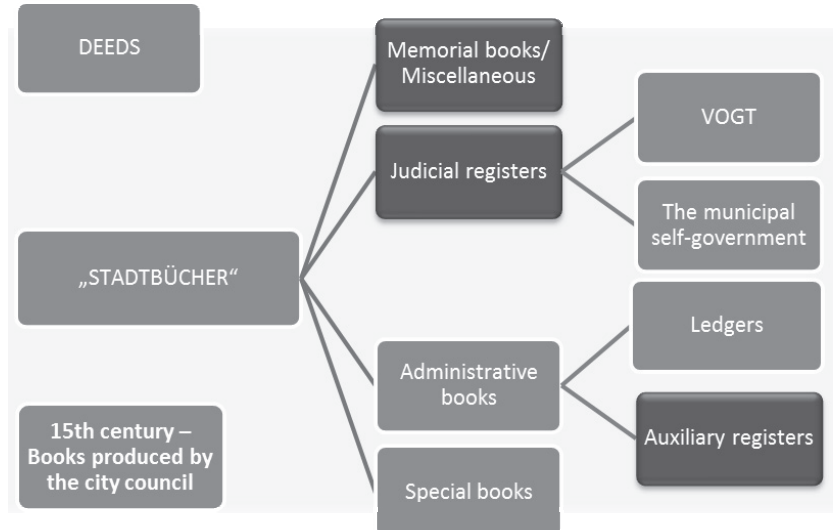 DEEDS
Memorial books/
Miscellaneous
VOGT
Judicial registers
The municipal
self-government
„STADTBÜCHER“
Ledgers
Administrative
books
15th century –
Books produced by
the city council
Auxiliary registers
Special books